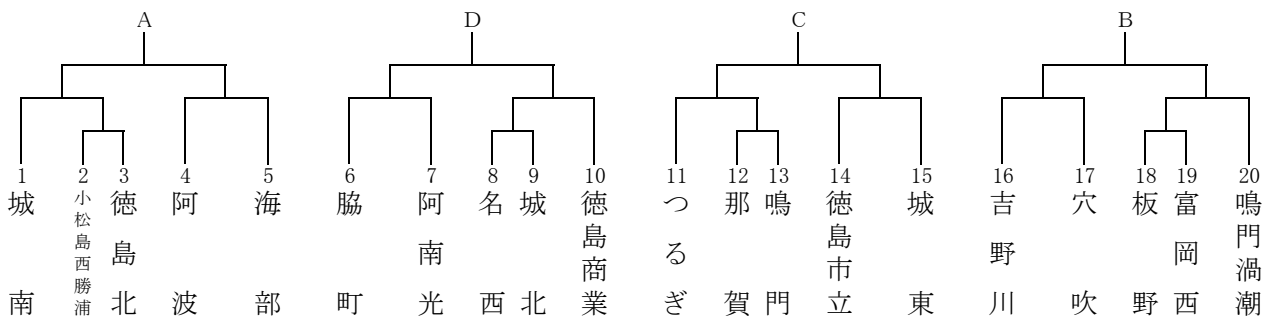 A D C B
1 2 3 4 5 6 7 8 9 10 11 12 13 14 15 16 17 18 19 20
城南
小松島西勝浦
徳島北
阿波
海部
脇町
阿南光
名西
城北
徳島商業
つるぎ
那賀
鳴門
徳島市立
城東
吉野川
穴吹
板野
富岡西
鳴門渦潮